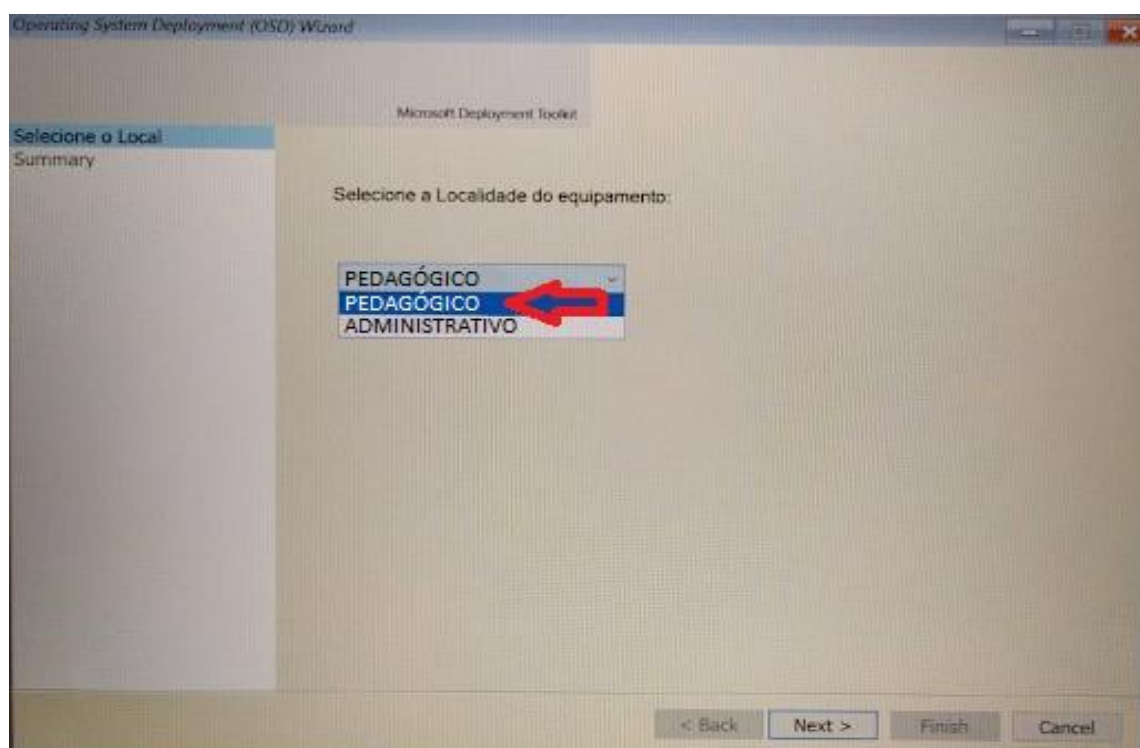 Operating System Deployment (OSD) Wizard
Microsoft Deployment Toolkit
Selecione o Local
Summary
Selecione a Localidade do equipamento:
PEDAGÓGICO
PEDAGÓGICO
ADMINISTRATIVO
< Back
Next >
Finish
Cancel